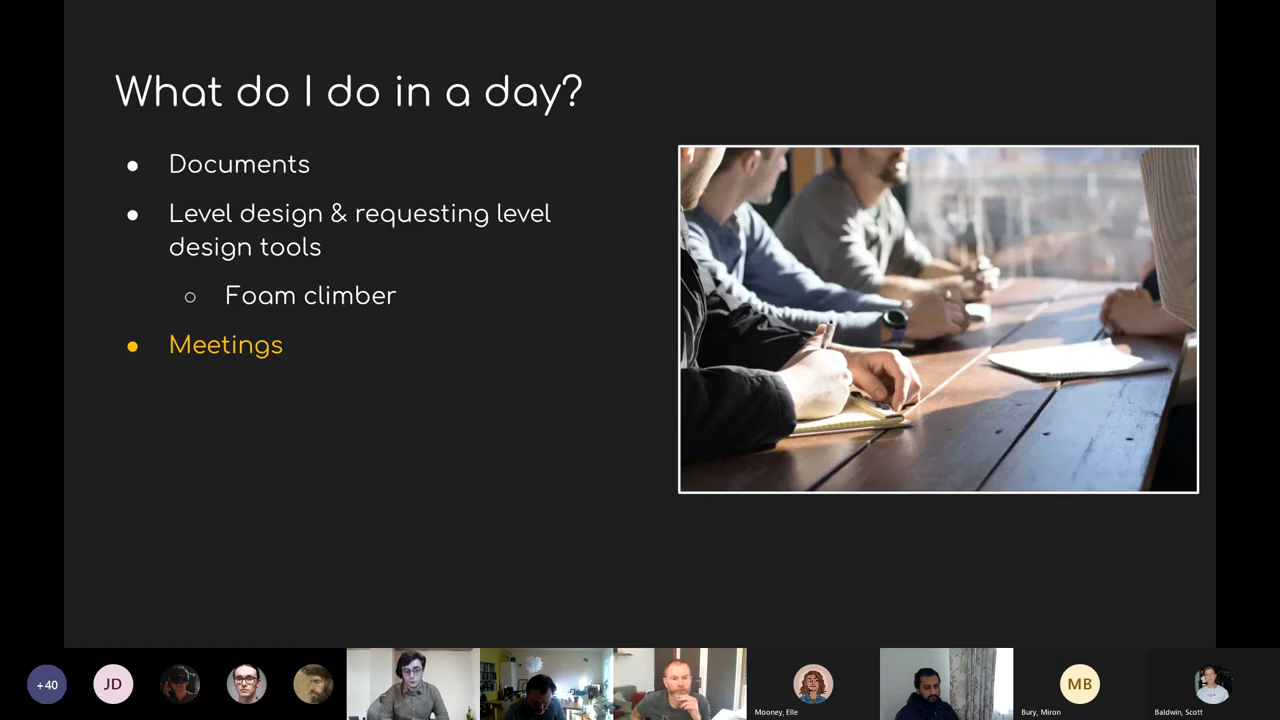 What do I do in a day?
● Documents
● Level design & requesting level
design tools
○ Foam climber
● Meetings
+40
JD
Mooney, Elle
MB
Bury, Miron
Baldwin, Scott